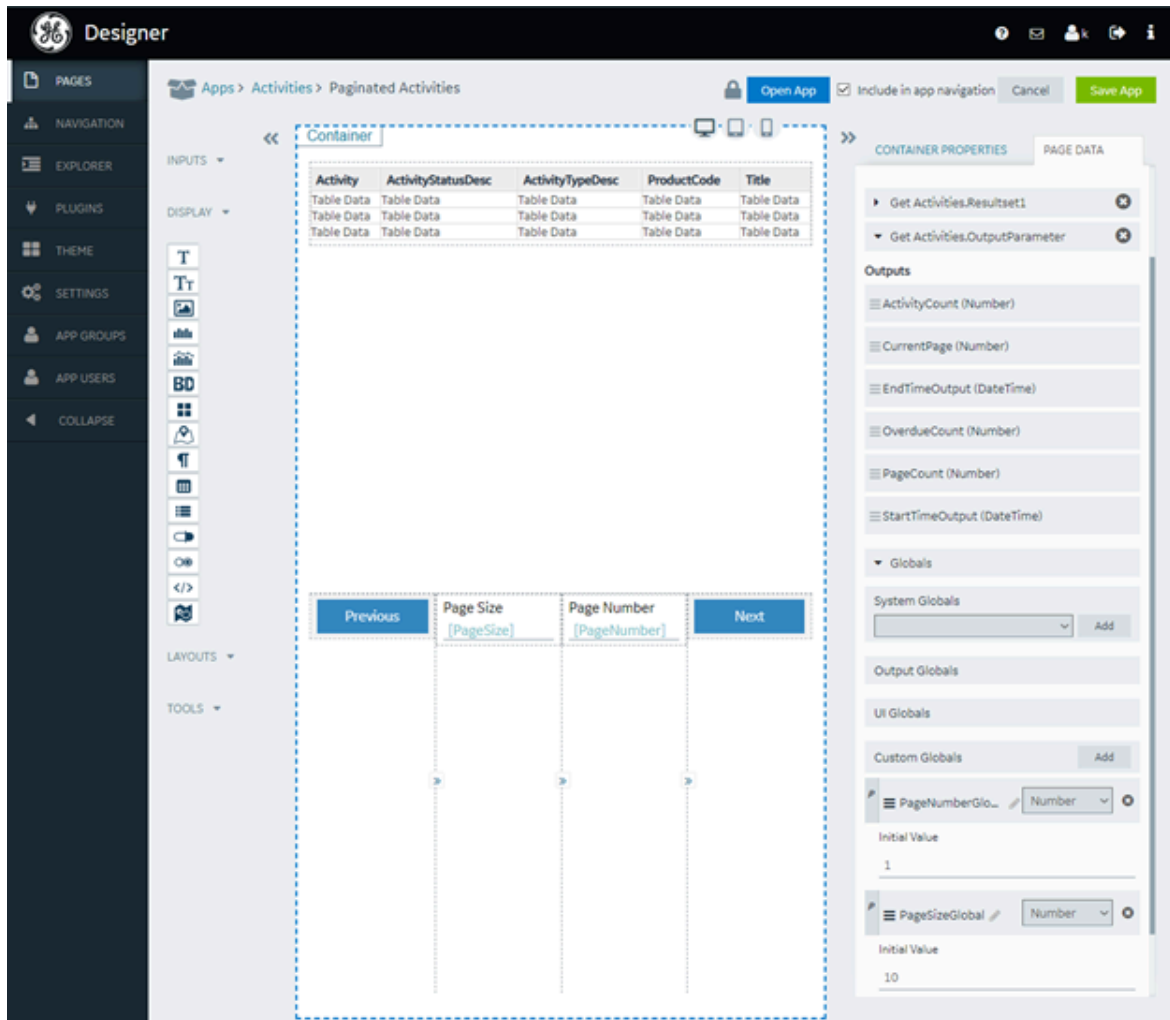 Designer
k
PAGES
NAVIGATION
EXPLORER
PLUGINS
THEME
SETTINGS
APP GROUPS
APP USERS
COLLAPSE
Apps > Activities > Paginated Activities
Open App
Include in app navigation
Cancel
Save App
INPUTS
DISPLAY
T
TT
BD
¶
</>
LAYOUTS
TOOLS
Container
Activity ActivityStatusDesc ActivityTypeDesc ProductCode Title
Table Data Table Data Table Data Table Data Table Data
Table Data Table Data Table Data Table Data Table Data
Table Data Table Data Table Data Table Data Table Data
Previous
Page Size
[PageSize]
Page Number
[PageNumber]
Next
CONTAINER PROPERTIES
PAGE DATA
Get Activities.Resultset1
Get Activities.OutputParameter
Outputs
ActivityCount (Number)
CurrentPage (Number)
EndTimeOutput (DateTime)
OverdueCount (Number)
PageCount (Number)
StartTimeOutput (DateTime)
Globals
System Globals
Add
Output Globals
UI Globals
Custom Globals
Add
PageNumberGlo...
Number
Initial Value
1
PageSizeGlobal
Number
Initial Value
10